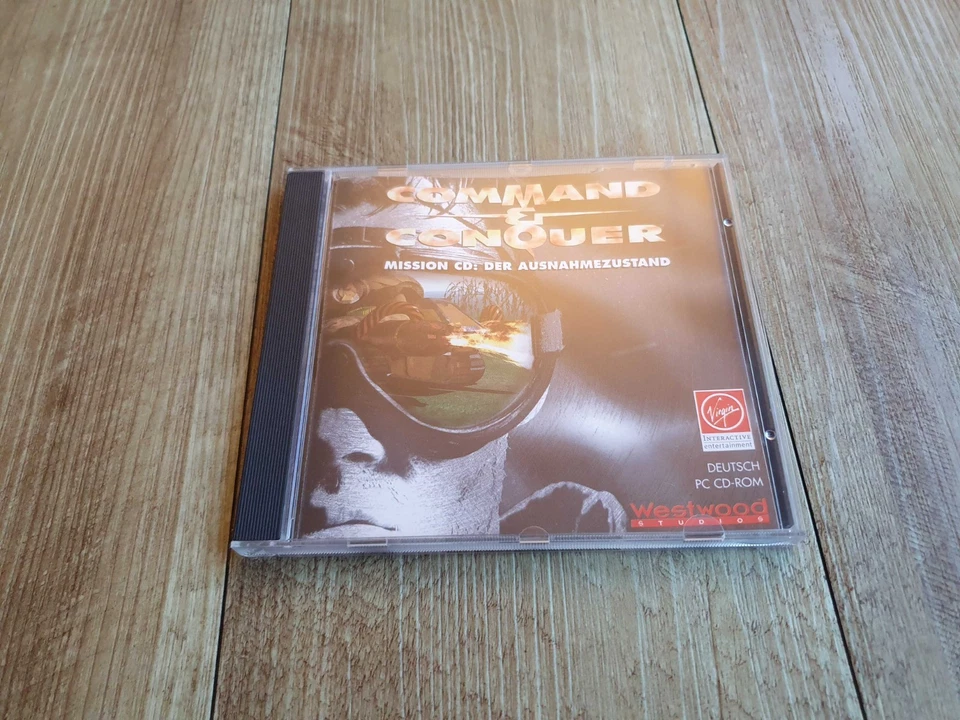 COMMAND
&
CONQUER
MISSION CD: DER AUSNAHMEZUSTAND
Virgin
INTERACTIVE
entertainment
DEUTSCH
PC CD-ROM
Westwood
STUDIOS